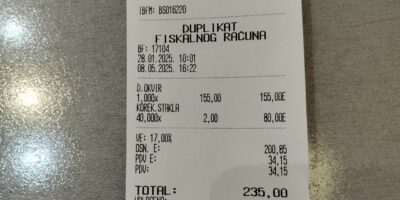 IBFM: BS016220
DUPLIKAT
FISKALNOG RACUNA
BF: 17104
28.01.2025. 10:01
08.05.2025. 16:22
D.OKVIR
1,000x 155,00 155,00E
KOREK.STAKLA
40,000x 2,00 80,00E
VE: 17,00%
OSN. E: 200,85
PDV E: 34,15
PDV: 34,15
TOTAL: 235,00